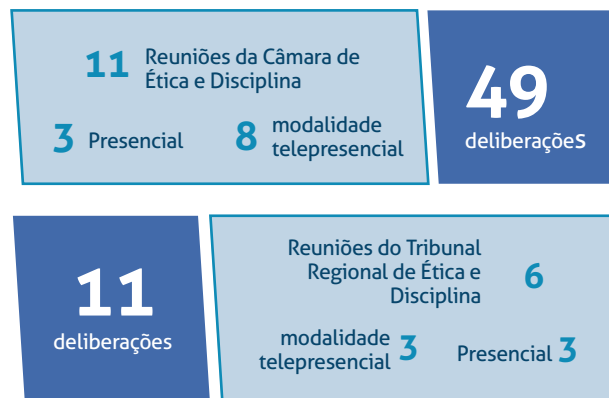 11 Reuniões da Câmara de
Ética e Disciplina
3 Presencial
8 modalidade
telepresencial
49
deliberações
11
deliberações
Reuniões do Tribunal
Regional de Ética e
Disciplina
6
modalidade
telepresencial 3
Presencial 3